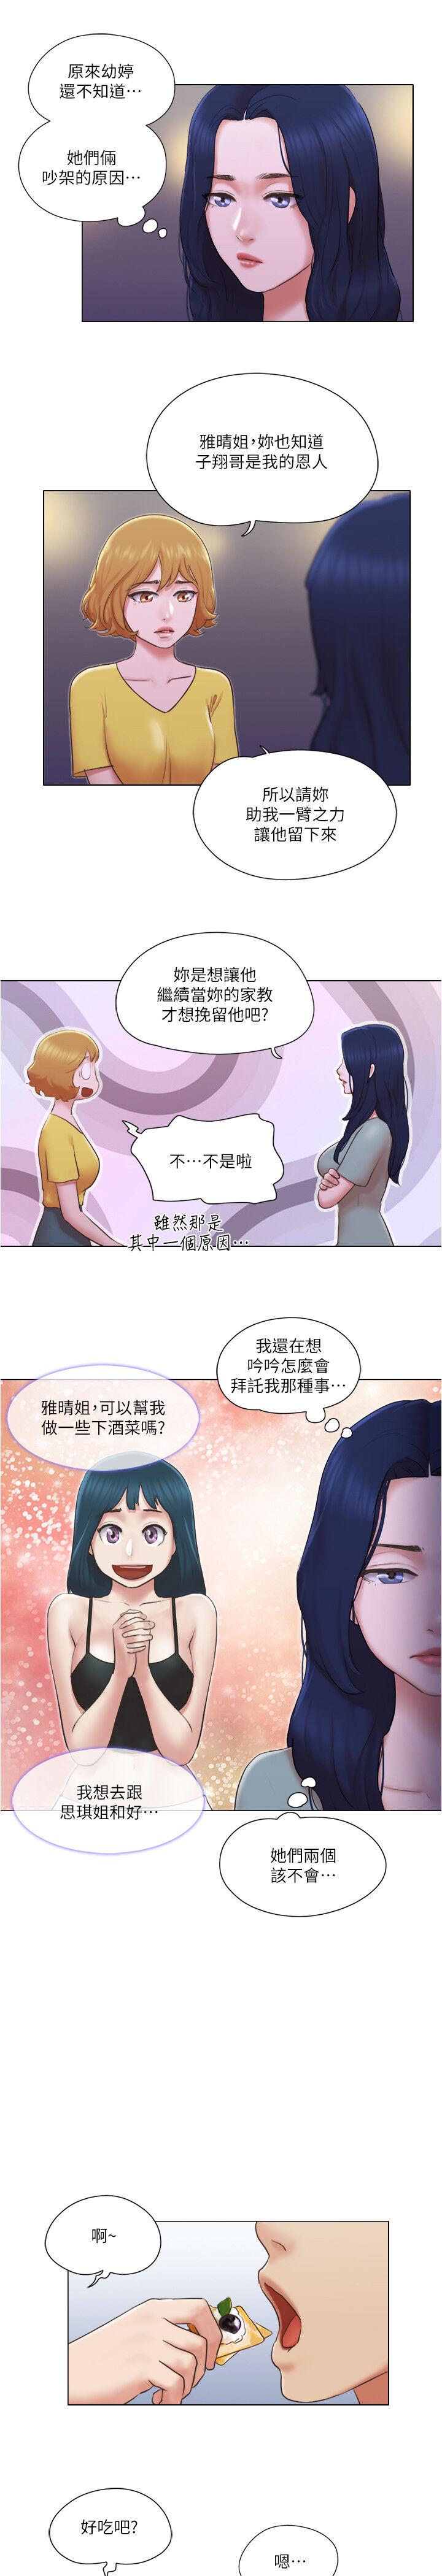 原來幼婷
還不知道⋯
她們倆
吵架的原因⋯
雅晴姐,妳也知道
子翔哥是我的恩人
所以請妳
助我一臂之力
讓他留下來
妳是想讓他
繼續當妳的家教
才想挽留他吧?
不⋯不是啦
雖然那是
其中一個原因⋯
我還在想
吟吟怎麼會
拜託我那種事⋯
雅晴姐,可以幫我
做一些下酒菜嗎?
我想去跟
思琪姐和好⋯
她們兩個
該不會⋯
啊~
好吃吧?
嗯⋯